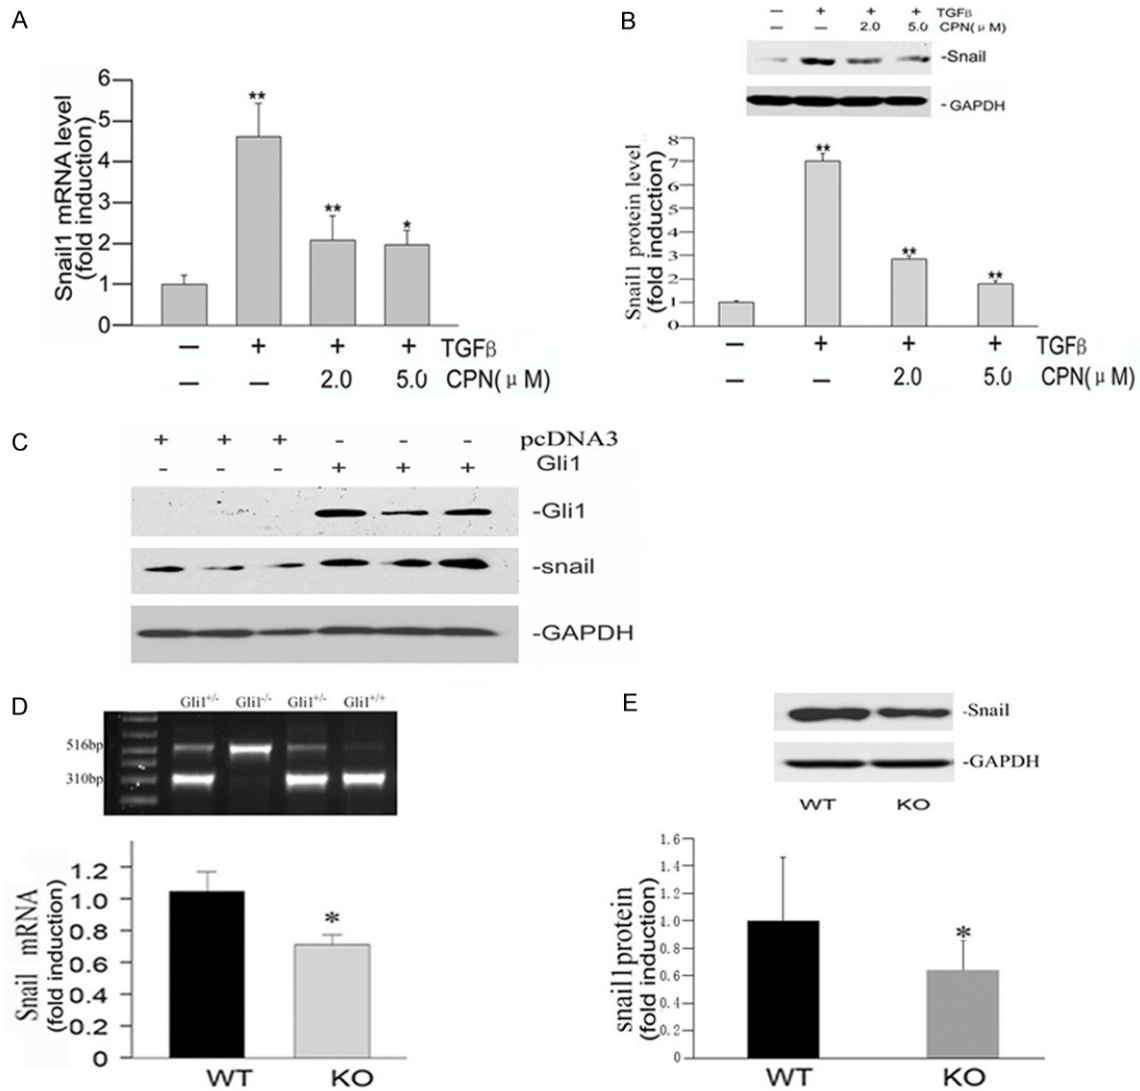 A
6
5
4
3
2
1
0
Snail1 mRNA level
(fold induction)
**
**
*
– + + + TGFβ
– – 2.0 5.0 CPN(μM)
B
– + + + TGFβ
– – 2.0 5.0 CPN(μM)
-Snail
- GAPDH
8
7
6
5
4
3
2
1
0
Snail1 protein level
(fold induction)
**
**
**
– + + + TGFβ
– – 2.0 5.0 CPN(μM)
C
+ + + - - - pcDNA3
- - - + + + Gli1
-Gli1
-snail
-GAPDH
D
Gli1+/- Gli1-/- Gli1+/- Gli1+/+
516bp
310bp
1.2
1.0
0.8
0.6
0.4
0.2
0
Snail mRNA
(fold induction)
*
WT KO
E
-Snail
-GAPDH
WT KO
1.6
1.4
1.2
1.0
0.8
0.6
0.4
0.2
0
snail1protein
(fold induction)
*
WT KO